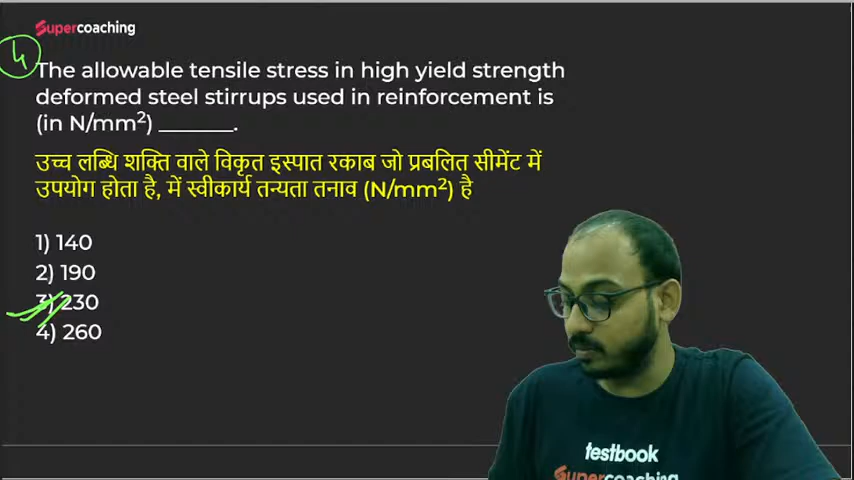 Supercoaching
4
The allowable tensile stress in high yield strength
deformed steel stirrups used in reinforcement is
(in N/mm²) ______.
उच्च लब्धि शक्ति वाले विकृत इस्पात रकाब जो प्रबलित सीमेंट में
उपयोग होता है, में स्वीकार्य तन्यता तनाव (N/mm²) है
1) 140
2) 190
3) 230
4) 260
testbook
Supercoaching